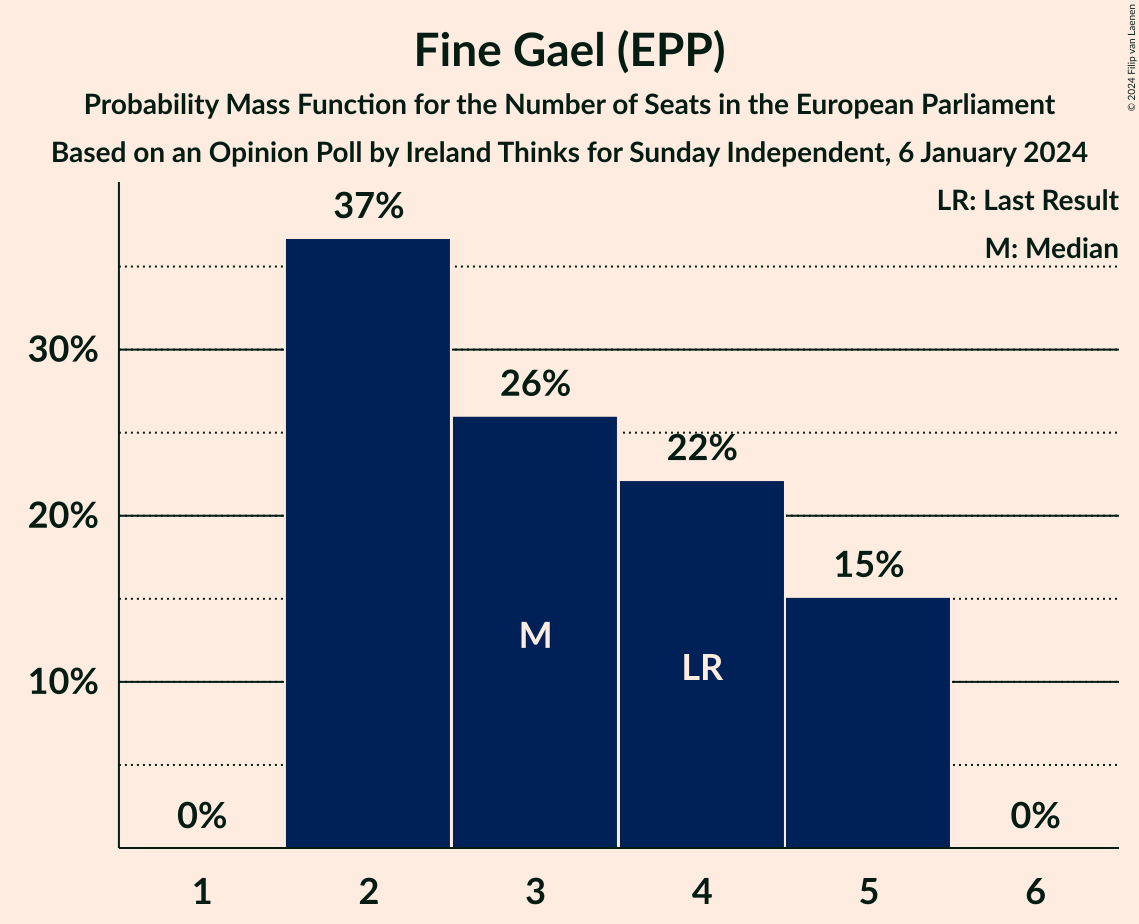 Fine Gael (EPP)
Probability Mass Function for the Number of Seats in the European Parliament
Based on an Opinion Poll by Ireland Thinks for Sunday Independent, 6 January 2024
© 2024 Filip van Laenen
LR: Last Result
M: Median
37%
30%
26%
22%
20%
15%
M
LR
10%
0%
0%
1 2 3 4 5 6